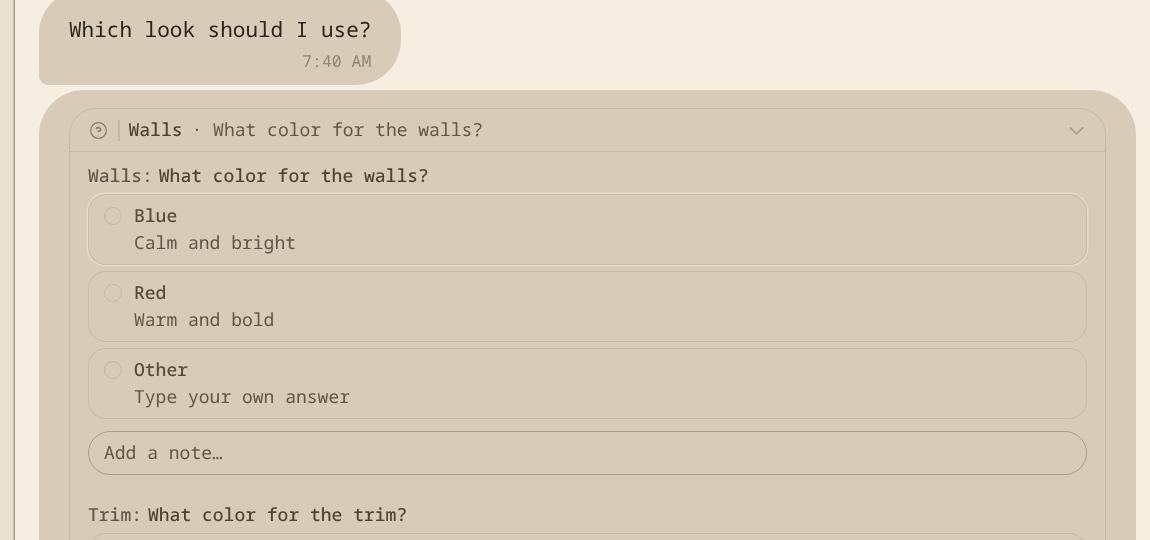 Which look should I use?
7:40 AM
Walls · What color for the walls?
Walls: What color for the walls?
Blue
Calm and bright
Red
Warm and bold
Other
Type your own answer
Add a note…
Trim: What color for the trim?